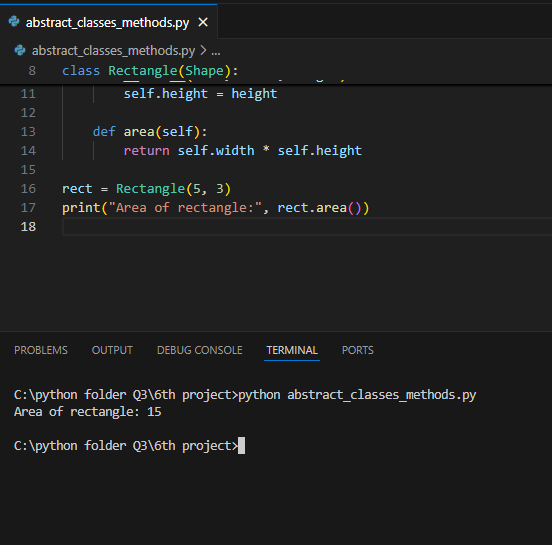 abstract_classes_methods.py ×
abstract_classes_methods.py > ...
8 class Rectangle(Shape):
11 self.height = height
12
13 def area(self):
14 return self.width * self.height
15
16 rect = Rectangle(5, 3)
17 print("Area of rectangle:", rect.area())
18
PROBLEMS OUTPUT DEBUG CONSOLE TERMINAL PORTS
C:\python folder Q3\6th project>python abstract_classes_methods.py
Area of rectangle: 15
C:\python folder Q3\6th project>